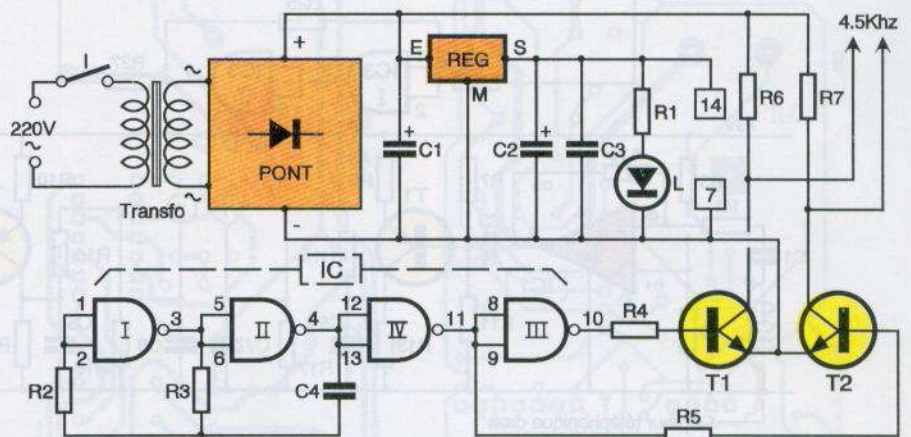 4.5Khz
+
E REG S
M
I
220V
~
~
PONT
~
Transfo
-
+
C1
+
C2
C3
R1
L
14
7
R6
R7
IC
1
2
I
3
5
6
II
4
12
13
IV
11
8
9
III
10
R4
T1
T2
R2
R3
C4
R5